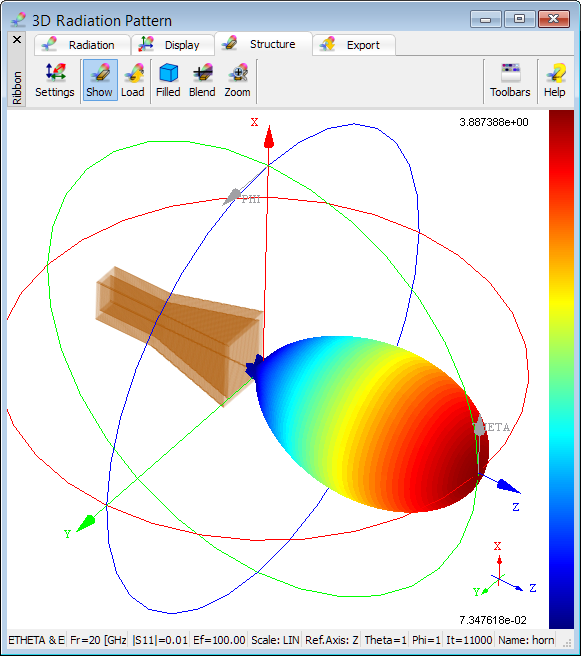 3D Radiation Pattern
Ribbon
Radiation Display Structure Export
Settings Show Load Filled Blend Zoom Toolbars Help
X 3.887388e+00
PHI
ETA
Z
Y
X
Y Z
7.347618e-02
ETHETA & E Fr=20 [GHz |S11|=0.01 Ef=100.00 Scale: LIN Ref.Axis: Z Theta=1 Phi=1 It=11000 Name: horn